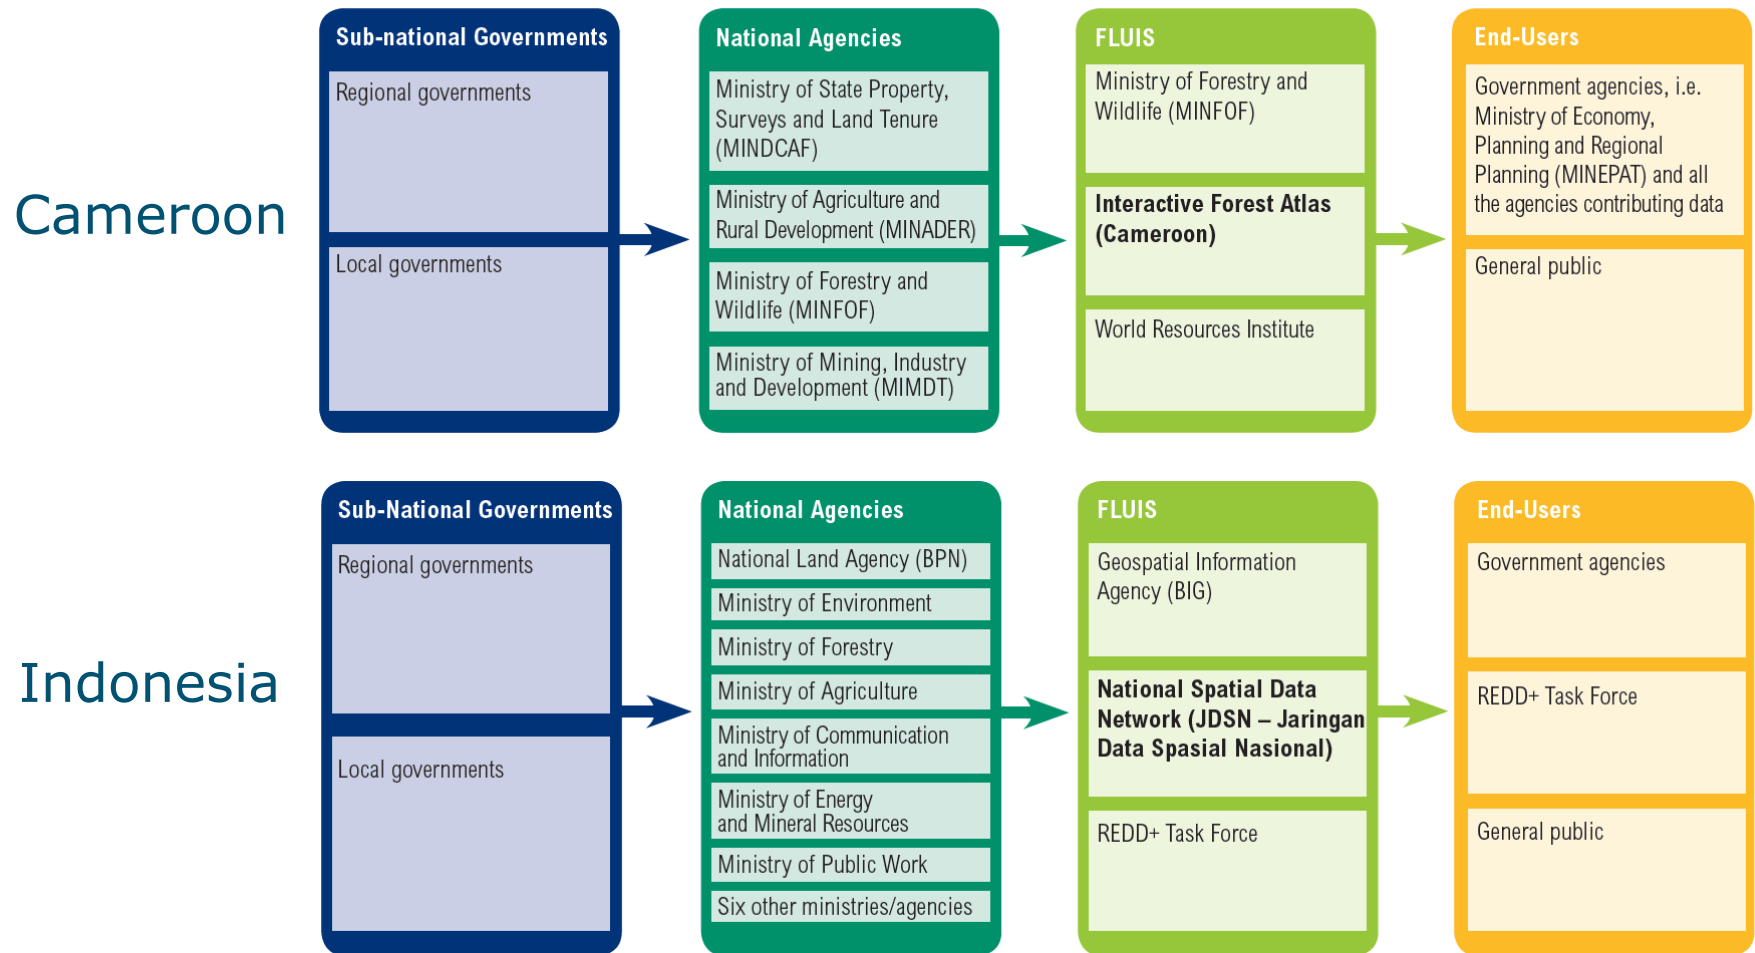 Cameroon
Sub-national Governments
Regional governments
Local governments
National Agencies
Ministry of State Property,
Surveys and Land Tenure
(MINDCAF)
Ministry of Agriculture and
Rural Development (MINADER)
Ministry of Forestry and
Wildlife (MINFOF)
Ministry of Mining, Industry
and Development (MIMDT)
FLUIS
Ministry of Forestry and
Wildlife (MINFOF)
Interactive Forest Atlas
(Cameroon)
World Resources Institute
End-Users
Government agencies, i.e.
Ministry of Economy,
Planning and Regional
Planning (MINEPAT) and all
the agencies contributing data
General public
Indonesia
Sub-National Governments
Regional governments
Local governments
National Agencies
National Land Agency (BPN)
Ministry of Environment
Ministry of Forestry
Ministry of Agriculture
Ministry of Communication
and Information
Ministry of Energy
and Mineral Resources
Ministry of Public Work
Six other ministries/agencies
FLUIS
Geospatial Information
Agency (BIG)
National Spatial Data
Network (JDSN – Jaringan
Data Spasial Nasional)
REDD+ Task Force
End-Users
Government agencies
REDD+ Task Force
General public